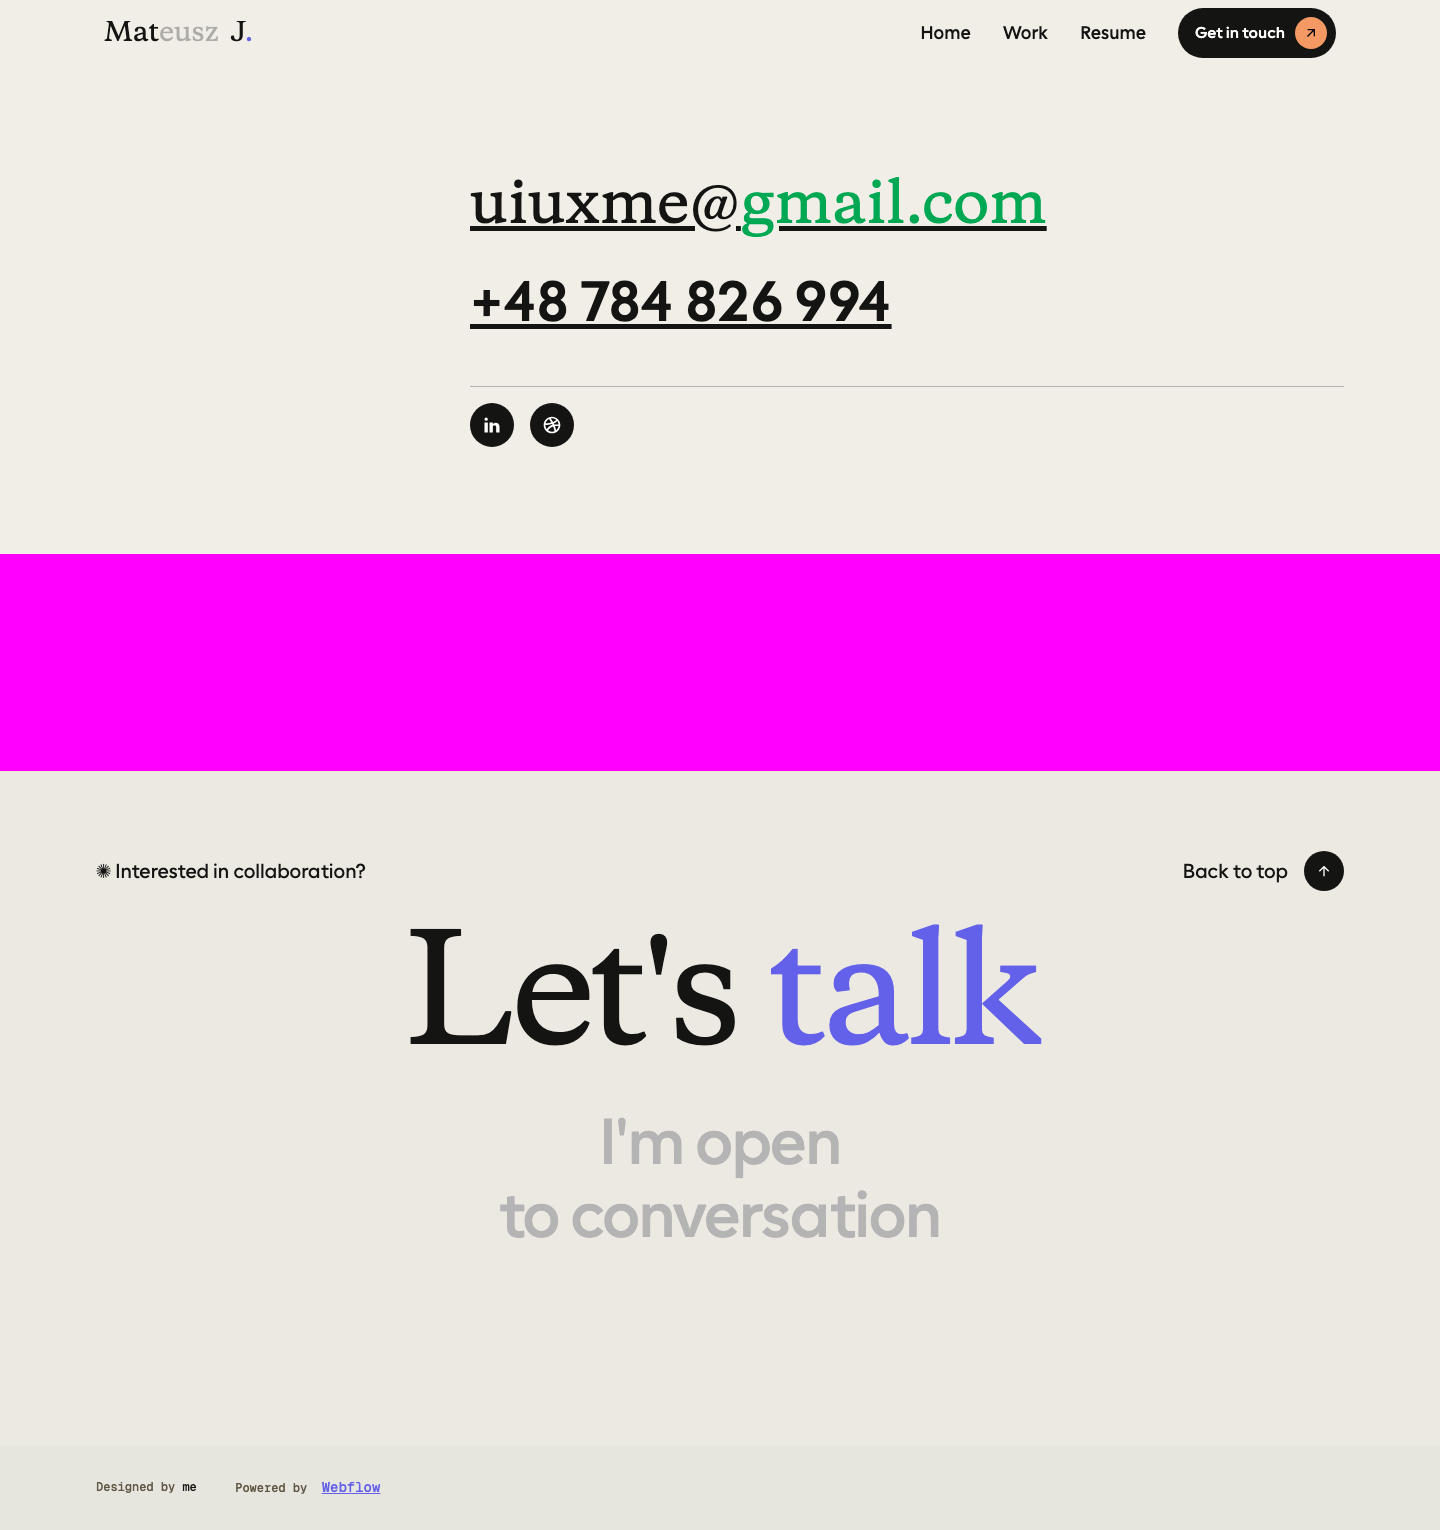 Mateusz J.
Home
Work
Resume
Get in touch
uiuxme@gmail.com
+48 784 826 994
✺ Interested in collaboration?
Back to top
Let's talk
I'm open
to conversation
Designed by me
Powered by Webflow